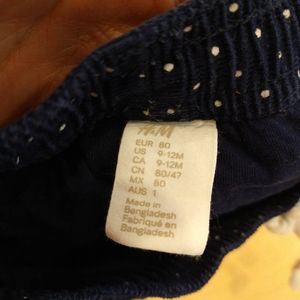 H&M
EUR 80
US 9-12M
CA 9-12M
CN 80/47
MX 80
AUS 1
Made in
Bangladesh
Fabriqué en
Bangladesh